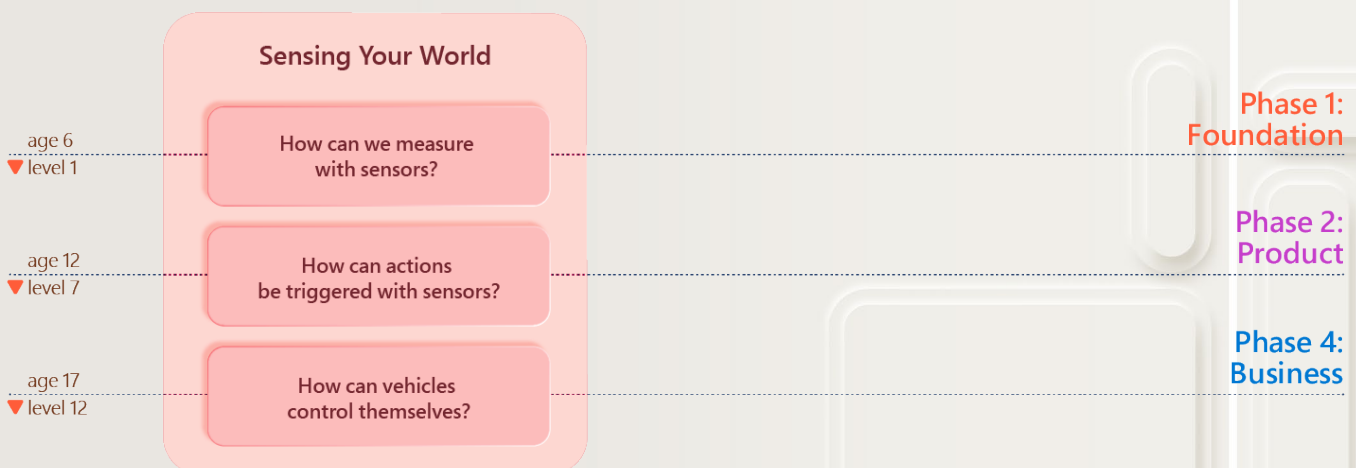 Sensing Your World
age 6
level 1
How can we measure
with sensors?
Phase 1:
Foundation
age 12
level 7
How can actions
be triggered with sensors?
Phase 2:
Product
age 17
level 12
How can vehicles
control themselves?
Phase 4:
Business